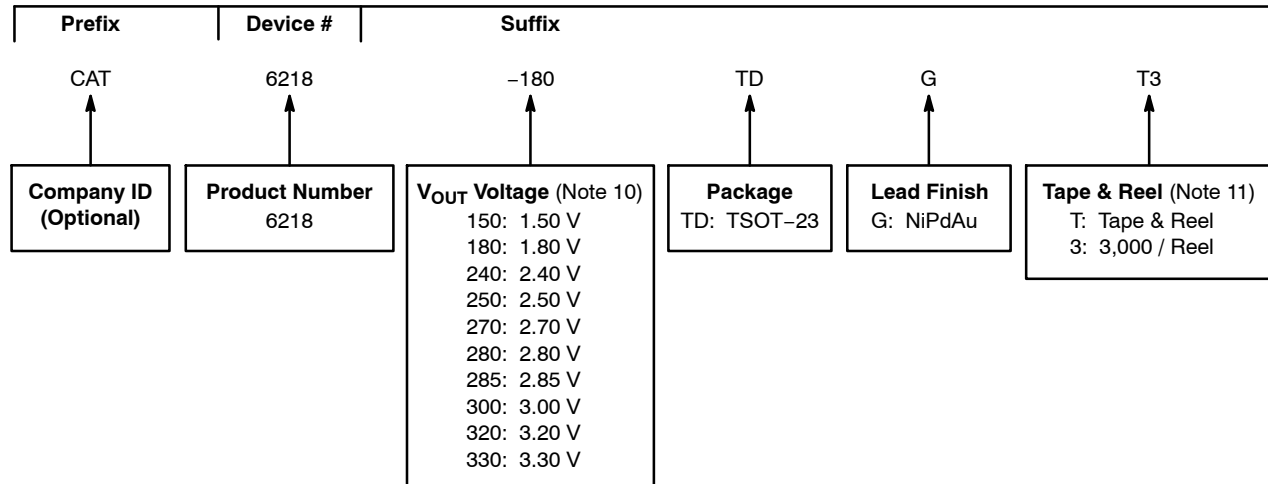 Prefix Device # Suffix
CAT 6218 −180 TD G T3
Company ID
(Optional)
Product Number
6218
VOUT Voltage (Note 10)
150: 1.50 V
180: 1.80 V
240: 2.40 V
250: 2.50 V
270: 2.70 V
280: 2.80 V
285: 2.85 V
300: 3.00 V
320: 3.20 V
330: 3.30 V
Package
TD: TSOT−23
Lead Finish
G: NiPdAu
Tape & Reel (Note 11)
T: Tape & Reel
3: 3,000 / Reel